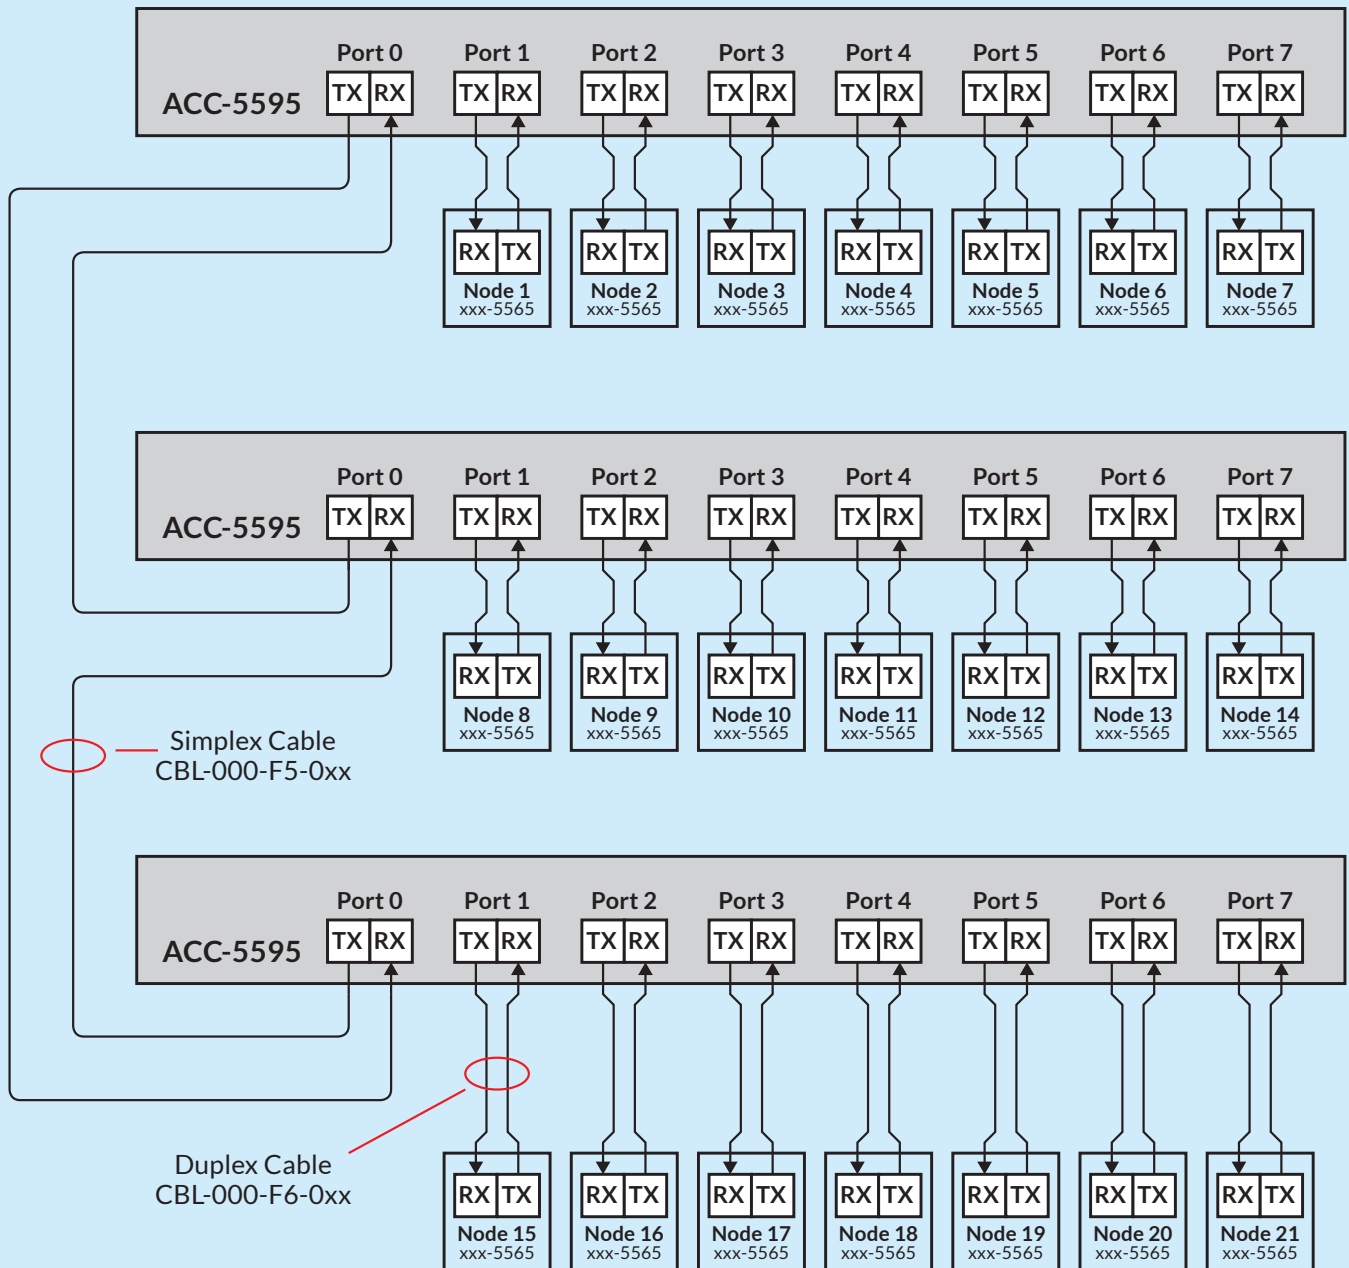 Port 0 Port 1 Port 2 Port 3 Port 4 Port 5 Port 6 Port 7
TX RX TX RX TX RX TX RX TX RX TX RX TX RX TX RX
ACC-5595
RX TX RX TX RX TX RX TX RX TX RX TX RX TX
Node 1 Node 2 Node 3 Node 4 Node 5 Node 6 Node 7
xxx-5565 xxx-5565 xxx-5565 xxx-5565 xxx-5565 xxx-5565 xxx-5565
Port 0 Port 1 Port 2 Port 3 Port 4 Port 5 Port 6 Port 7
TX RX TX RX TX RX TX RX TX RX TX RX TX RX TX RX
ACC-5595
RX TX RX TX RX TX RX TX RX TX RX TX RX TX
Node 8 Node 9 Node 10 Node 11 Node 12 Node 13 Node 14
xxx-5565 xxx-5565 xxx-5565 xxx-5565 xxx-5565 xxx-5565 xxx-5565
Simplex Cable
CBL-000-F5-0xx
Port 0 Port 1 Port 2 Port 3 Port 4 Port 5 Port 6 Port 7
TX RX TX RX TX RX TX RX TX RX TX RX TX RX TX RX
ACC-5595
Duplex Cable
CBL-000-F6-0xx
RX TX RX TX RX TX RX TX RX TX RX TX RX TX
Node 15 Node 16 Node 17 Node 18 Node 19 Node 20 Node 21
xxx-5565 xxx-5565 xxx-5565 xxx-5565 xxx-5565 xxx-5565 xxx-5565